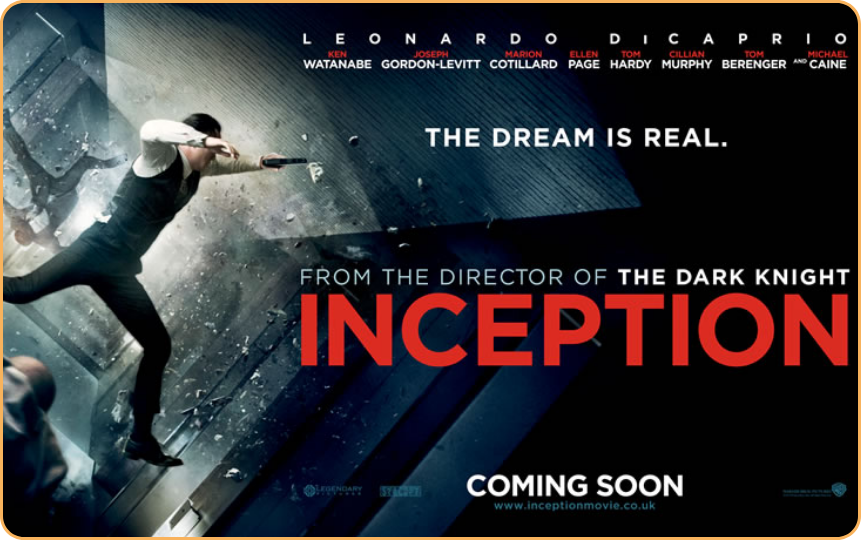 LEONARDO DiCAPRIO
KEN WATANABE JOSEPH GORDON-LEVITT MARION COTILLARD ELLEN PAGE TOM HARDY CILLIAN MURPHY TOM BERENGER AND MICHAEL CAINE
THE DREAM IS REAL.
FROM THE DIRECTOR OF THE DARK KNIGHT
INCEPTION
LEGENDARY PICTURES
COMING SOON
www.inceptionmovie.co.uk